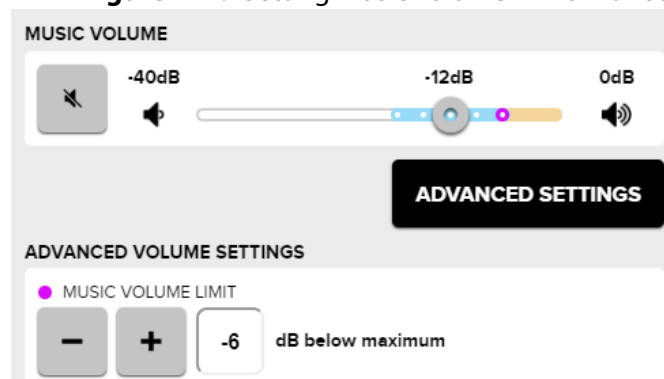 MUSIC VOLUME
-40dB -12dB 0dB
ADVANCED SETTINGS
ADVANCED VOLUME SETTINGS
MUSIC VOLUME LIMIT
-6 dB below maximum